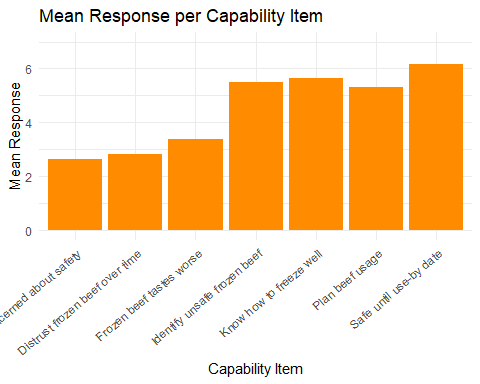 Mean Response per Capability Item
Mean Response
6
4
2
0
about safety
Distrust frozen beef over time
Frozen beef tastes worse
Identify unsafe frozen beef
Know how to freeze well
Plan beef usage
Safe until use-by date
Capability Item